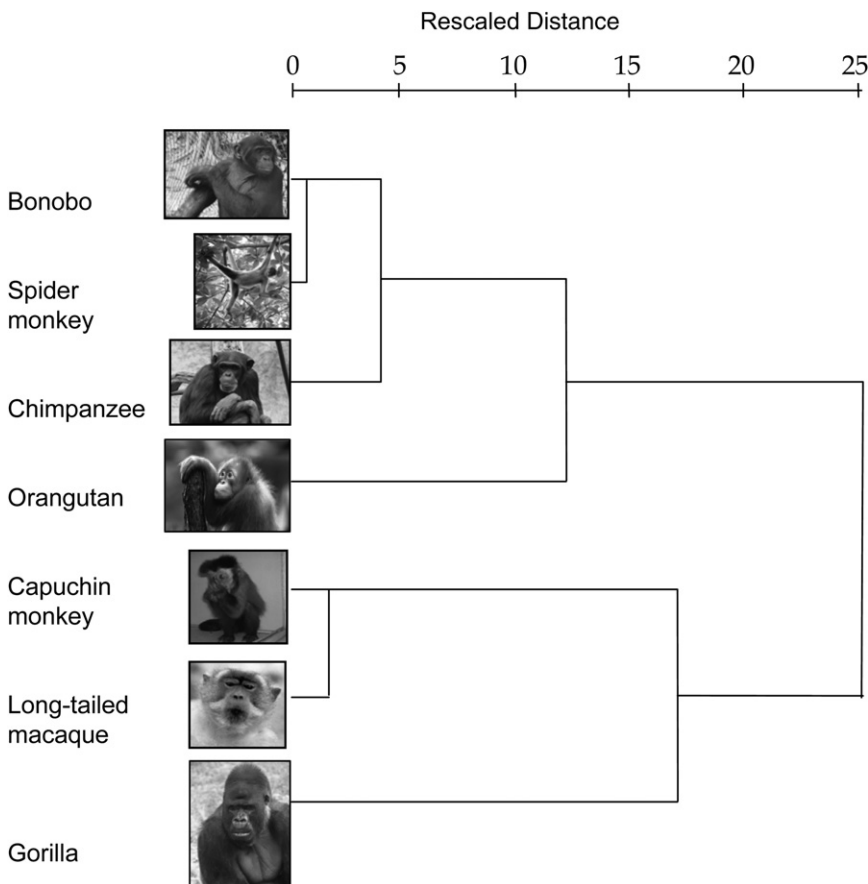 Rescaled Distance
0 5 10 15 20 25
Bonobo
Spider
monkey
Chimpanzee
Orangutan
Capuchin
monkey
Long-tailed
macaque
Gorilla